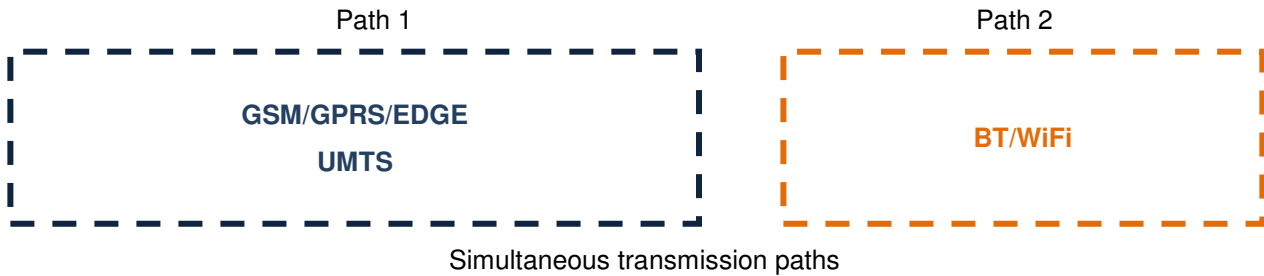 Path 1
Path 2
GSM/GPRS/EDGE
UMTS
BT/WiFi
Simultaneous transmission paths